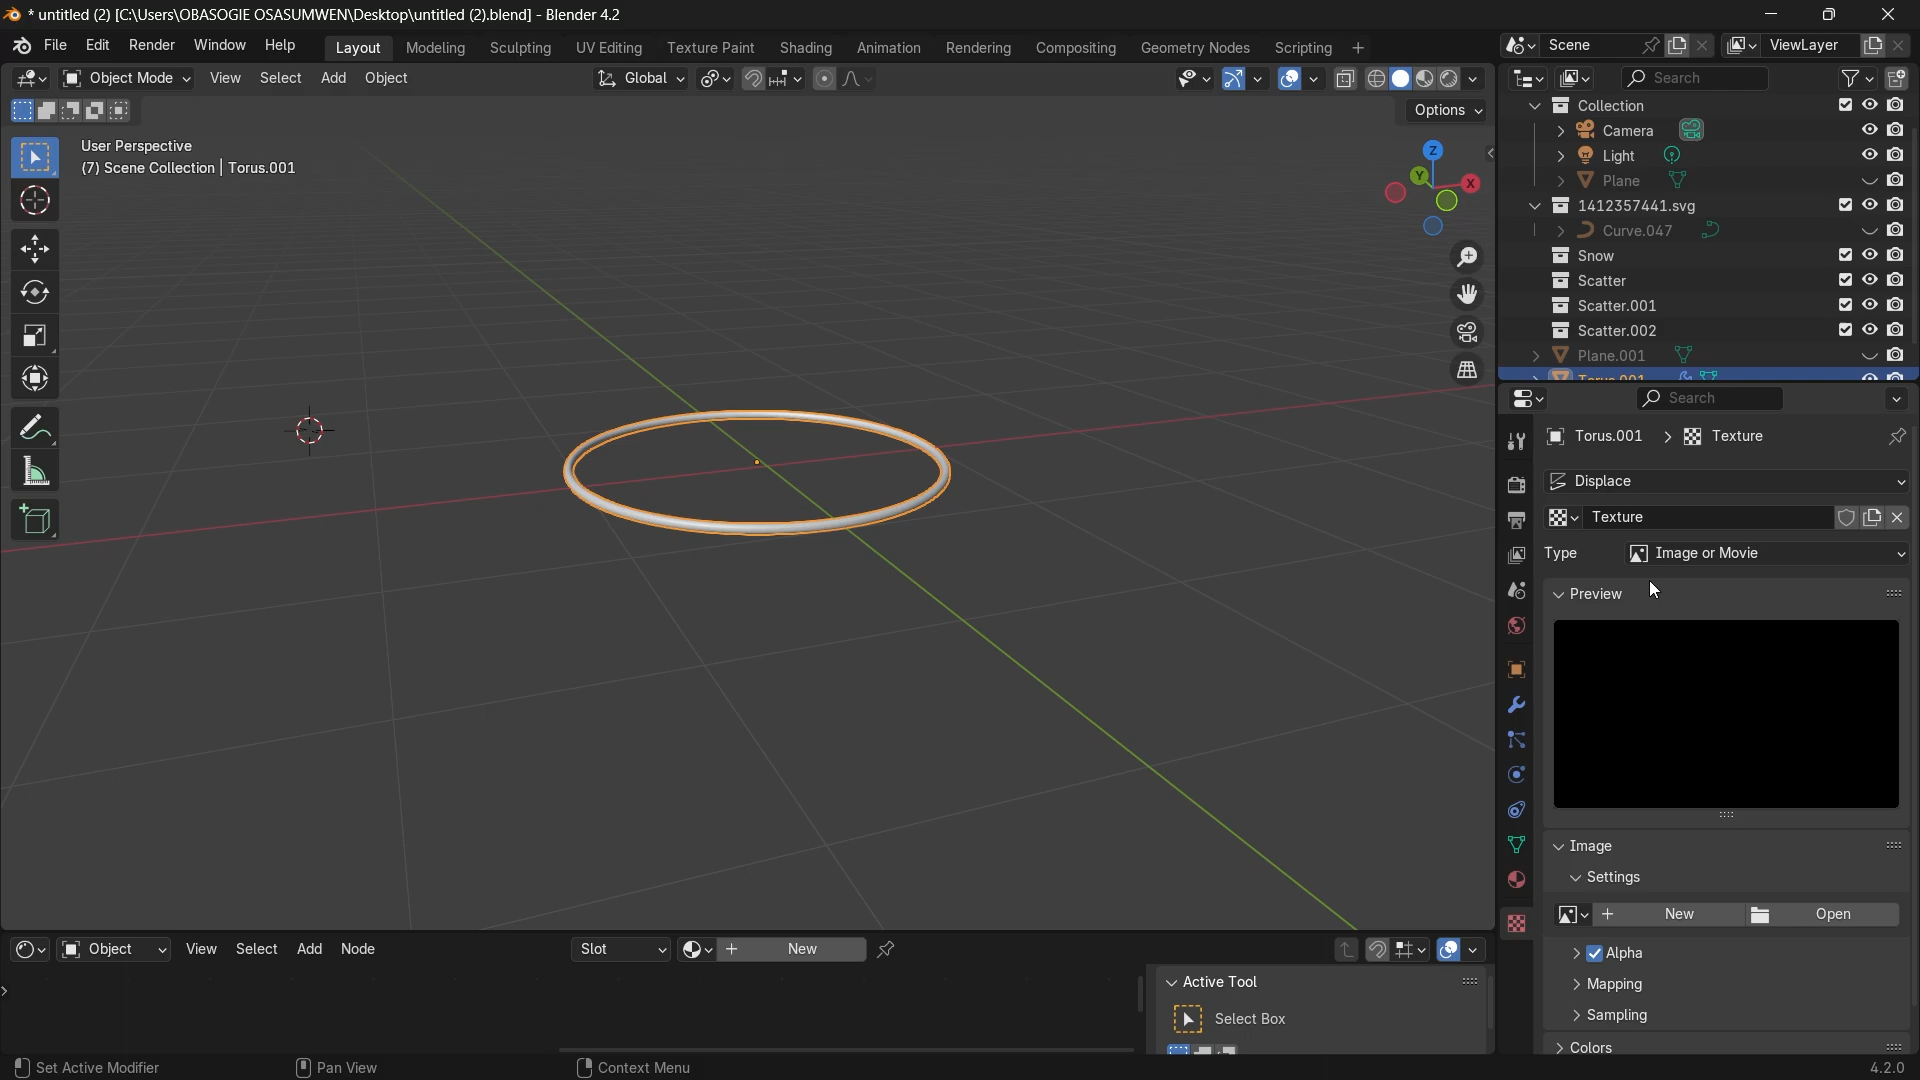 * untitled (2) [C:\Users\OBASOGIE OSASUMWEN\Desktop\untitled (2).blend] - Blender 4.2
File Edit Render Window Help Layout Modeling Sculpting UV Editing Texture Paint Shading Animation Rendering Compositing Geometry Nodes Scripting + Scene ViewLayer
Object Mode View Select Add Object Global Search
Options
User Perspective
(7) Scene Collection | Torus.001
Z
Y
X
Collection
Camera
Light
Plane
1412357441.svg
Curve.047
Snow
Scatter
Scatter.001
Scatter.002
Plane.001
Torus.001
Search
Torus.001 > Texture
Displace
Texture
Type Image or Movie
Preview
Image
Settings
+ New Open
Alpha
Mapping
Sampling
Colors
Object View Select Add Node Slot + New
Active Tool
Select Box
Set Active Modifier Pan View Context Menu 4.2.0